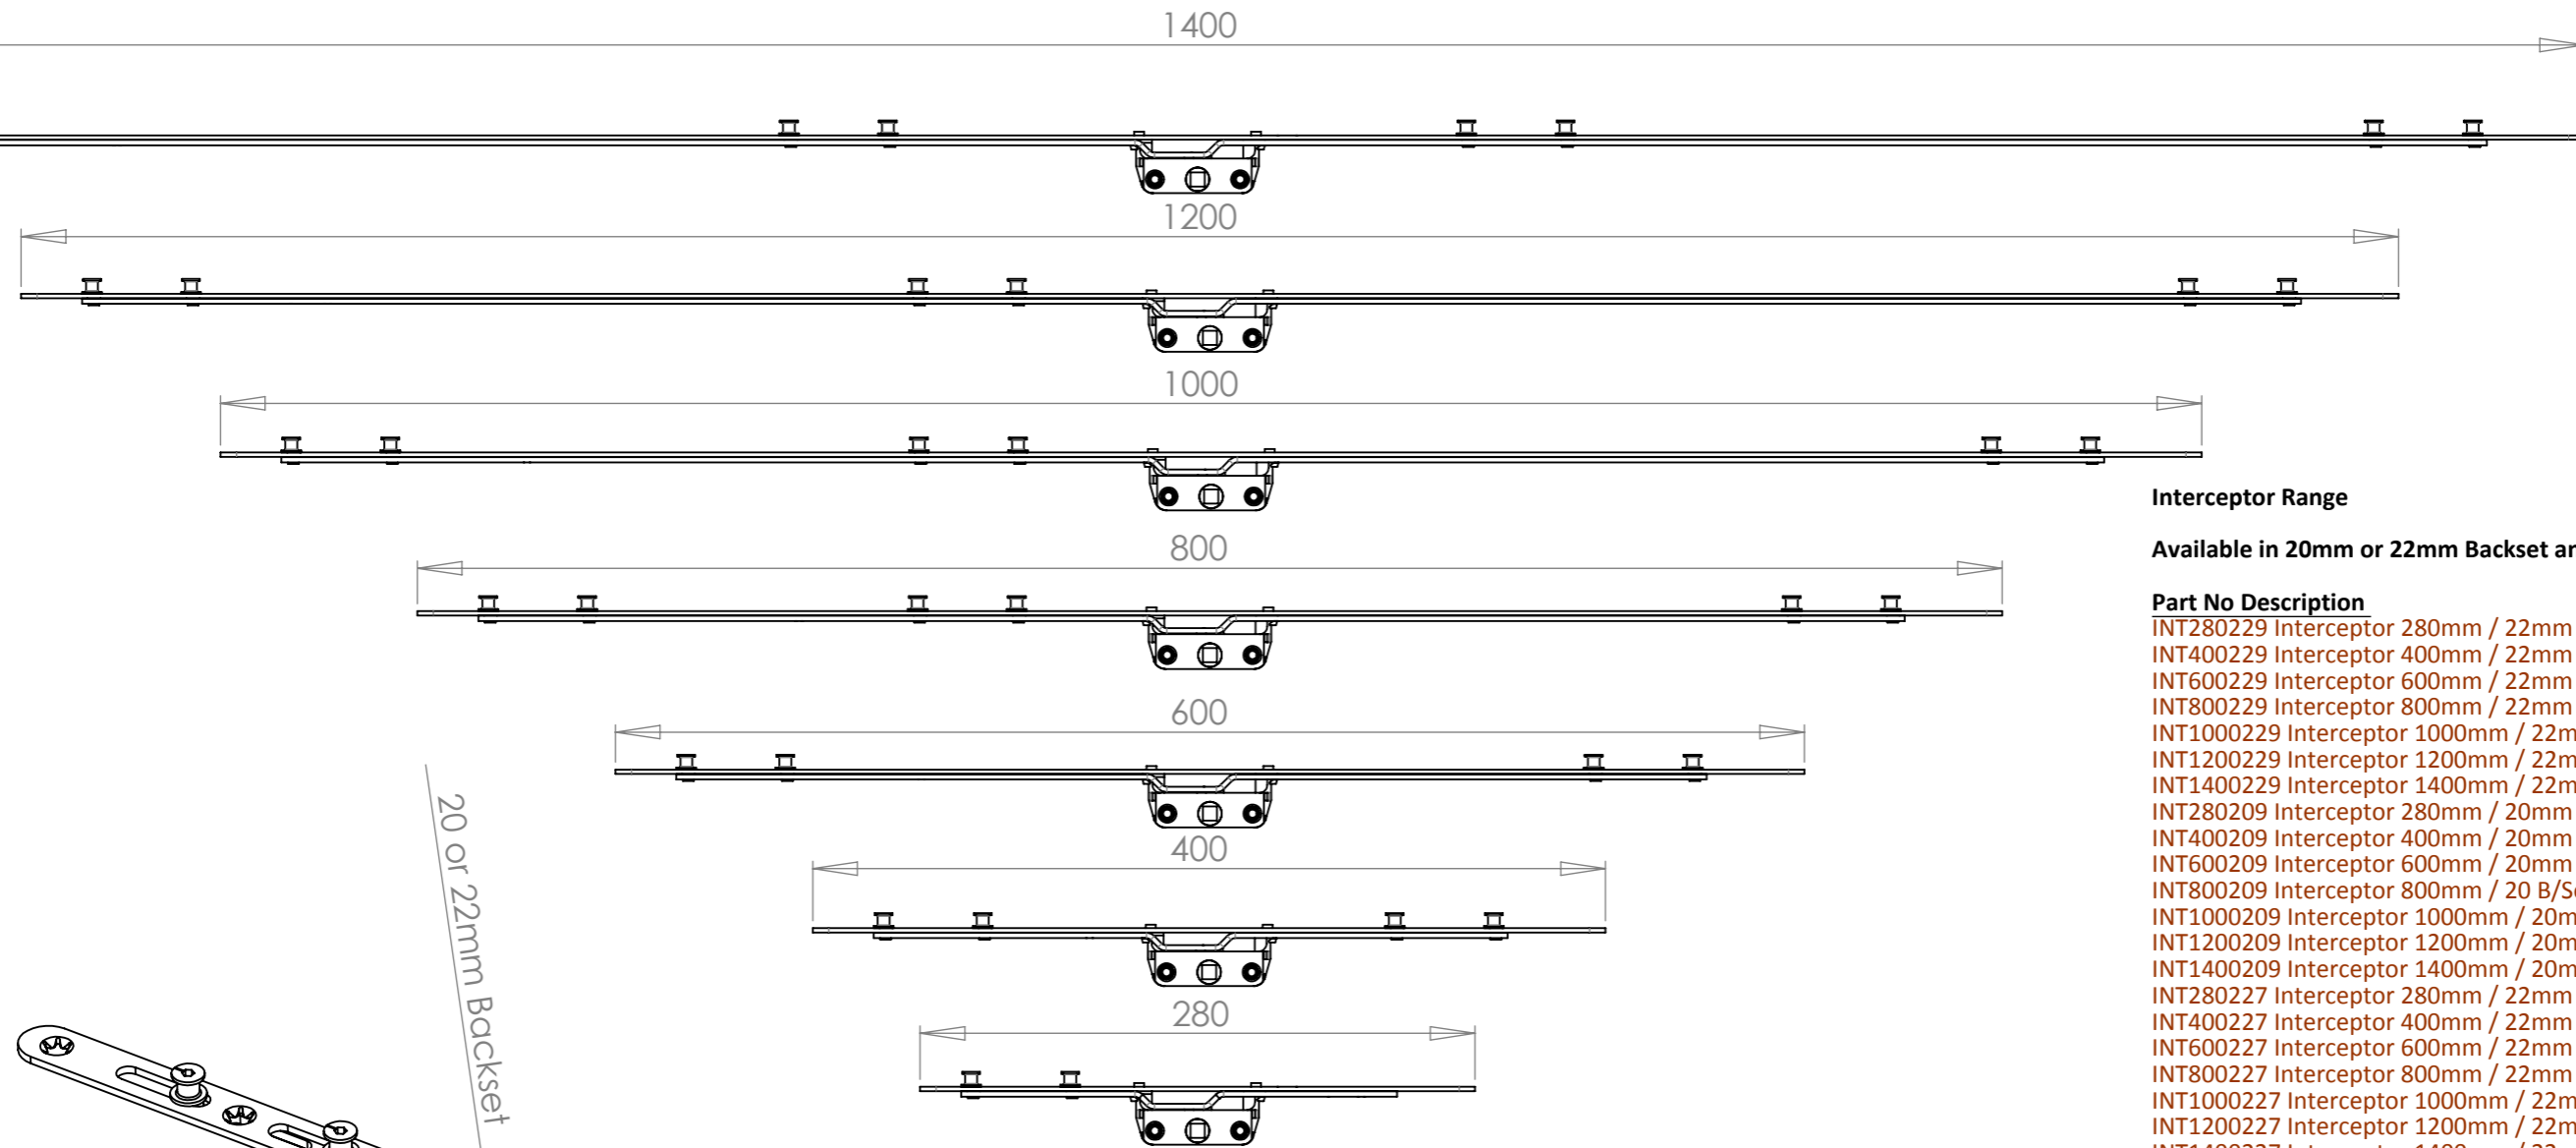 1400
1200
1000
800
600
400
280
20 or 22mm Backset
Interceptor Range
Available in 20mm or 22mm Backset
Part No Description
INT280229 Interceptor 280mm / 22mm
INT400229 Interceptor 400mm / 22mm
INT600229 Interceptor 600mm / 22mm
INT800229 Interceptor 800mm / 22mm
INT1000229 Interceptor 1000mm / 22m
INT1200229 Interceptor 1200mm / 22m
INT1400229 Interceptor 1400mm / 22m
INT280209 Interceptor 280mm / 20mm
INT400209 Interceptor 400mm / 20mm
INT600209 Interceptor 600mm / 20mm
INT800209 Interceptor 800mm / 20 B/S
INT1000209 Interceptor 1000mm / 20m
INT1200209 Interceptor 1200mm / 20m
INT1400209 Interceptor 1400mm / 20m
INT280227 Interceptor 280mm / 22mm
INT400227 Interceptor 400mm / 22mm
INT600227 Interceptor 600mm / 22mm
INT800227 Interceptor 800mm / 22mm
INT1000227 Interceptor 1000mm / 22m
INT1200227 Interceptor 1200mm / 22m